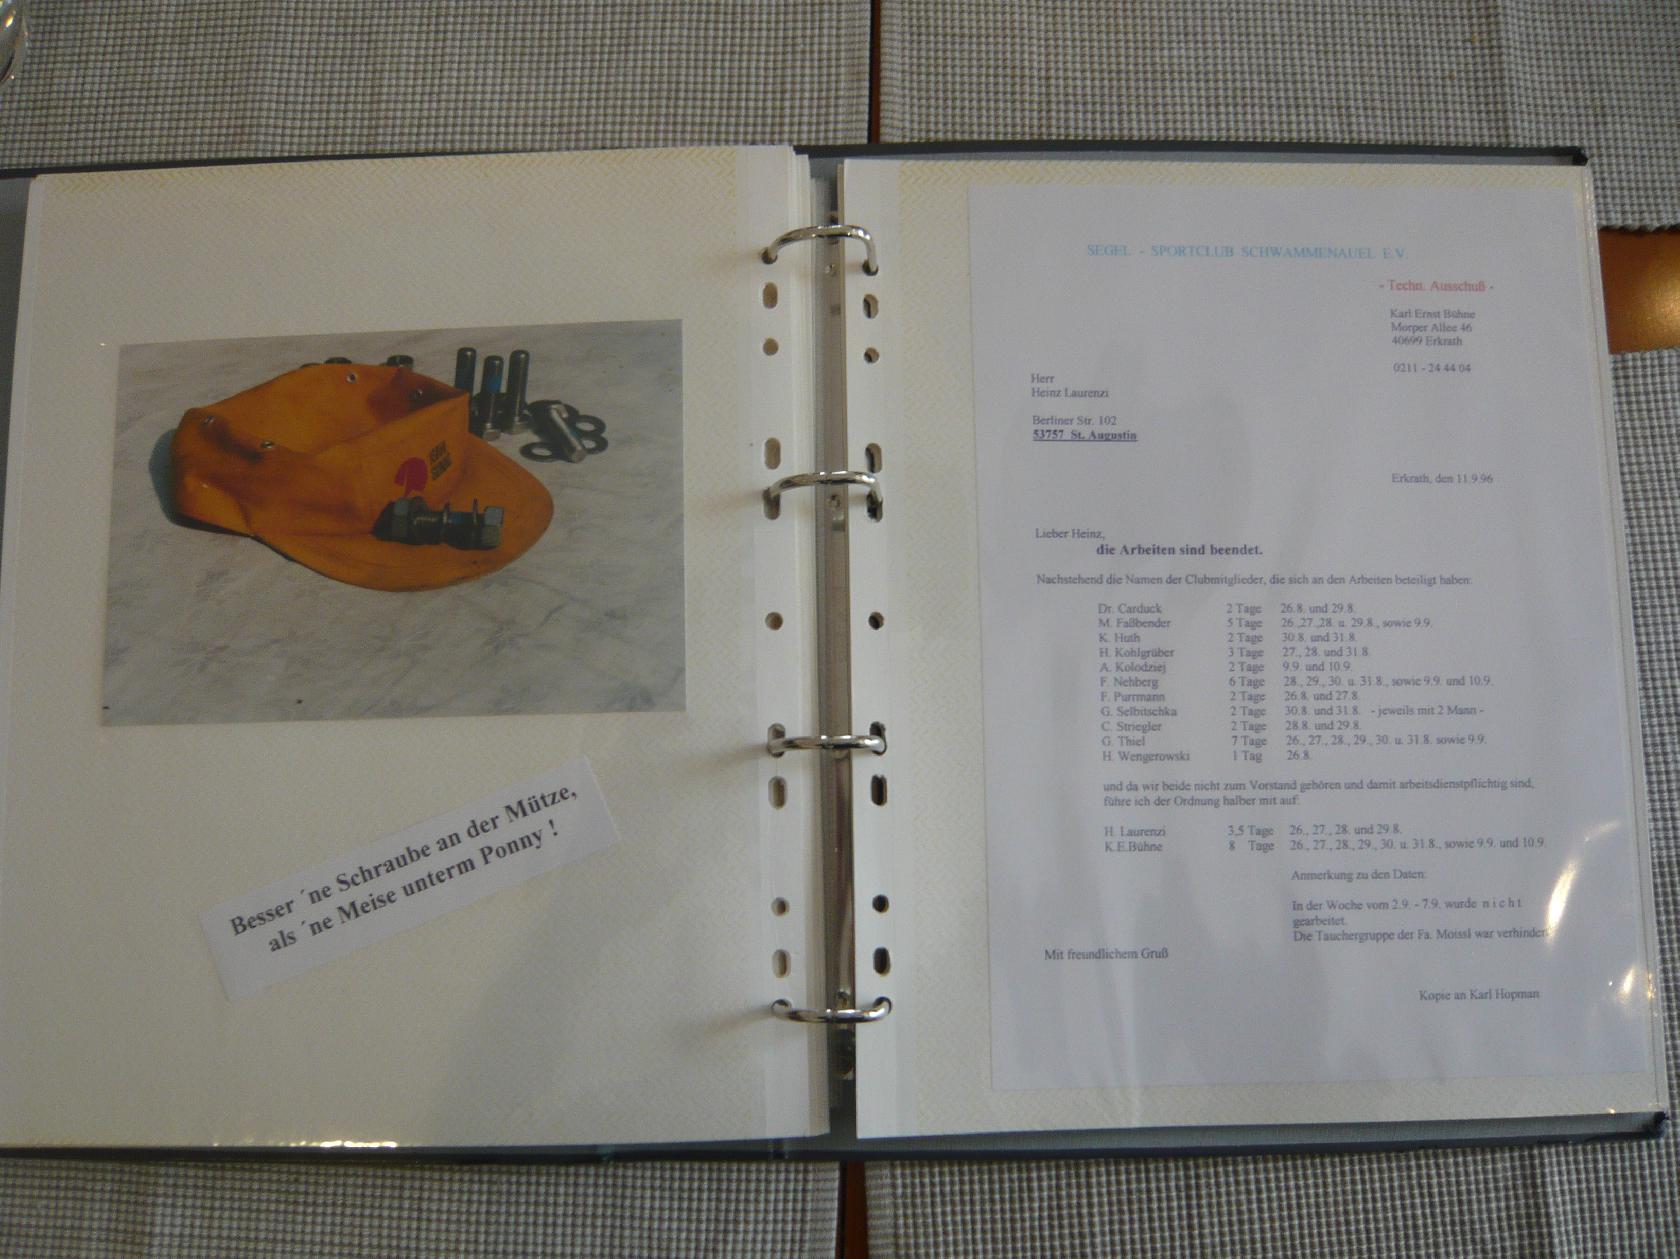 Besser ´ne Schraube an der Mütze,
als ´ne Meise unterm Ponny !
SEGEL - SPORTCLUB SCHWAMMENAUEL E.V.
- Techn. Ausschuß -
Karl Ernst Bühne
Morper Allee 46
40699 Erkrath
0211 - 24 44 04
Herr
Heinz Laurenzi
Berliner Str. 102
53757 St. Augustin
Erkrath, den 11.9.96
Lieber Heinz,
die Arbeiten sind beendet.
Nachstehend die Namen der Clubmitglieder, die sich an den Arbeiten beteiligt haben:
Dr. Carduck 2 Tage 26.8. und 29.8.
M. Faßbender 5 Tage 26.,27.,28. u. 29.8., sowie 9.9.
K. Huth 2 Tage 30.8. und 31.8.
H. Kohlgrüber 3 Tage 27., 28. und 31.8.
A. Kolodziej 2 Tage 9.9. und 10.9.
F. Nehberg 6 Tage 28., 29., 30. u. 31.8., sowie 9.9. und 10.9.
F. Purrmann 2 Tage 26.8. und 27.8.
G. Selbitschka 2 Tage 30.8. und 31.8. - jeweils mit 2 Mann -
C. Striegler 2 Tage 28.8. und 29.8.
G. Thiel 7 Tage 26., 27., 28., 29., 30. u. 31.8. sowie 9.9.
H. Wengerowski 1 Tag 26.8.
und da wir beide nicht zum Vorstand gehören und damit arbeitsdienstpflichtig sind,
führe ich der Ordnung halber mit auf:
H. Laurenzi 3,5 Tage 26., 27., 28. und 29.8.
K.E.Bühne 8 Tage 26., 27., 28., 29., 30. u. 31.8., sowie 9.9. und 10.9.
Anmerkung zu den Daten:
In der Woche vom 2.9. - 7.9. wurde n i c h t
gearbeitet.
Die Tauchergruppe der Fa. Moissl war verhinder
Mit freundlichem Gruß
Kopie an Karl Hopman